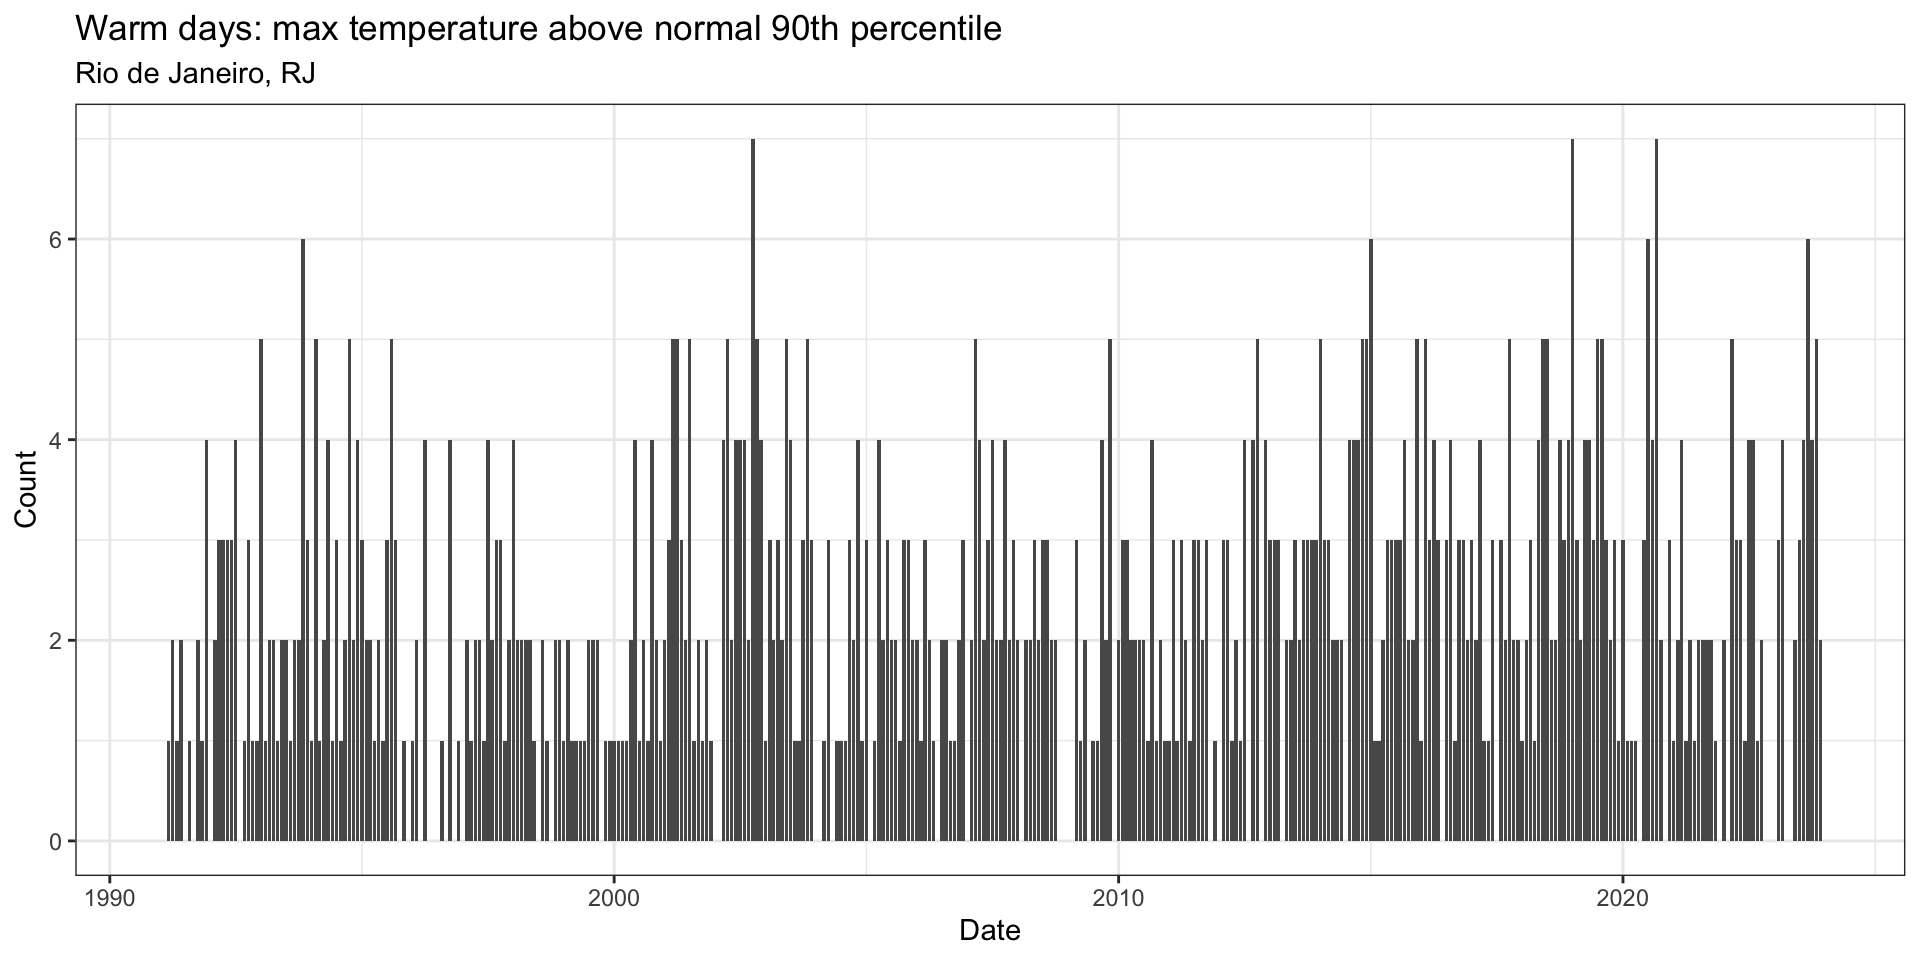 Warm days: max temperature above normal 90th percentile
Rio de Janeiro, RJ
6
4
2
0
Count
1990 2000 2010 2020
Date